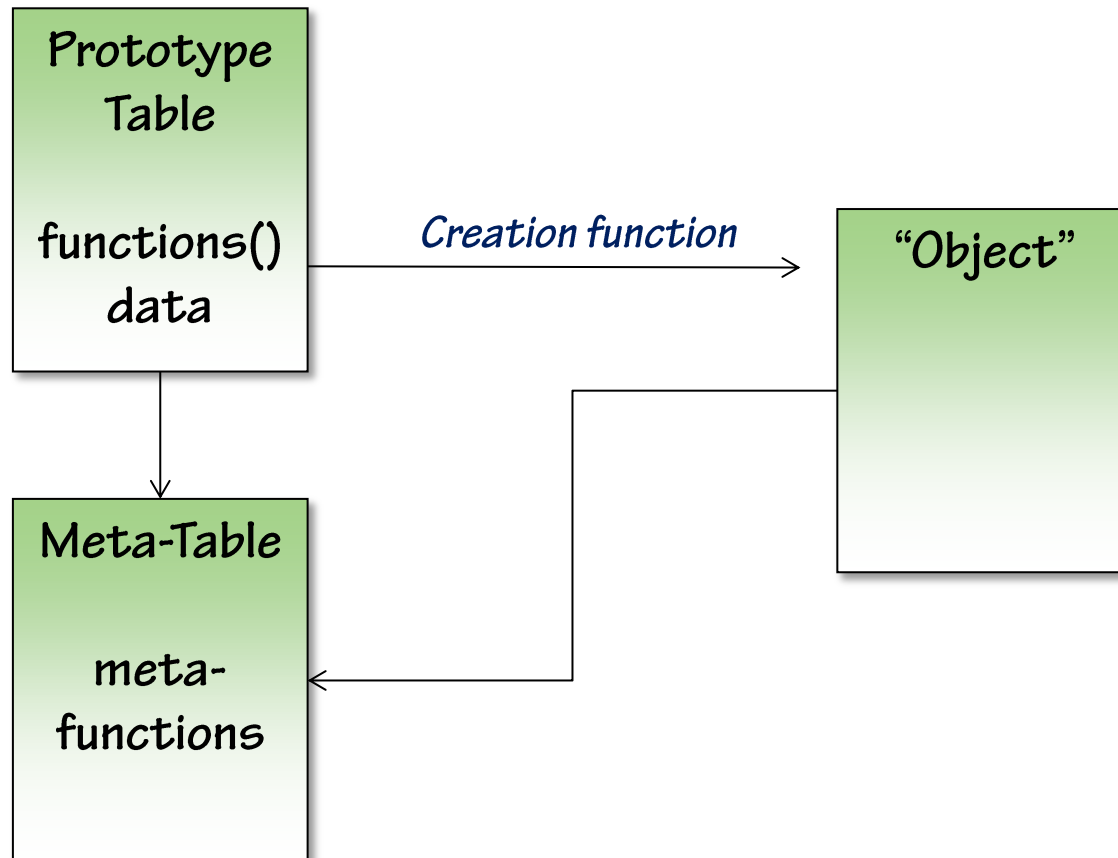 Prototype
Table
functions()
data
Creation function
“Object”
Meta-Table
meta-
functions